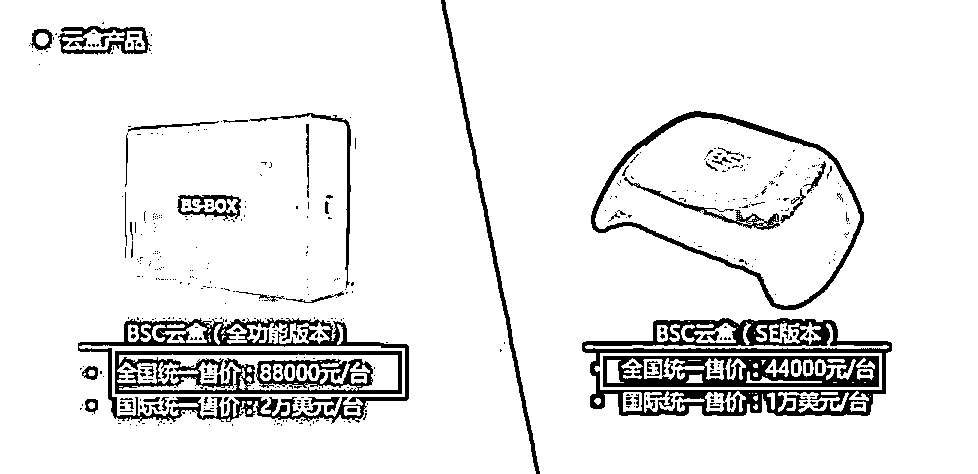 云盒产品
BS-BOX
BSC云盒（全功能版本）
全国统一售价：88000元/台
国际统一售价：2万美元/台
BSC云盒（SE版本）
全国统一售价：44000元/台
国际统一售价：1万美元/台